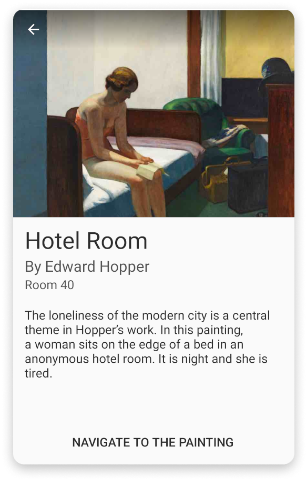 Hotel Room
By Edward Hopper
Room 40
The loneliness of the modern city is a central
theme in Hopper's work. In this painting,
a woman sits on the edge of a bed in an
anonymous hotel room. It is night and she is
tired.
NAVIGATE TO THE PAINTING